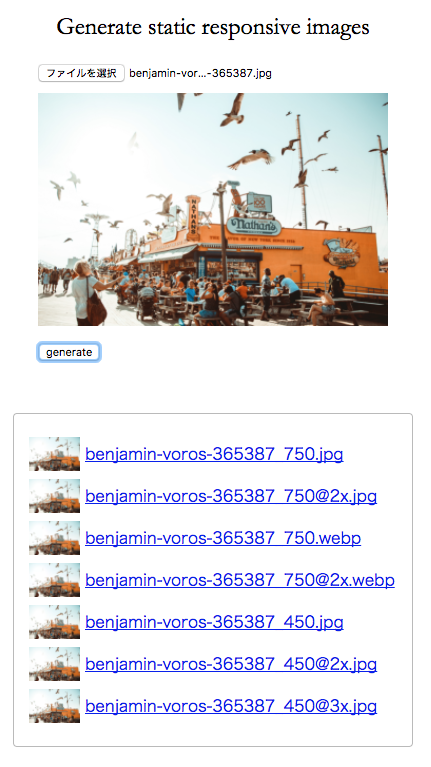 Generate static responsive images
ファイルを選択 benjamin-vor...-365387.jpg
NATHAN'S
Nathan's
generate
benjamin-voros-365387_750.jpg
benjamin-voros-365387_750@2x.jpg
benjamin-voros-365387_750.webp
benjamin-voros-365387_750@2x.webp
benjamin-voros-365387_450.jpg
benjamin-voros-365387_450@2x.jpg
benjamin-voros-365387_450@3x.jpg